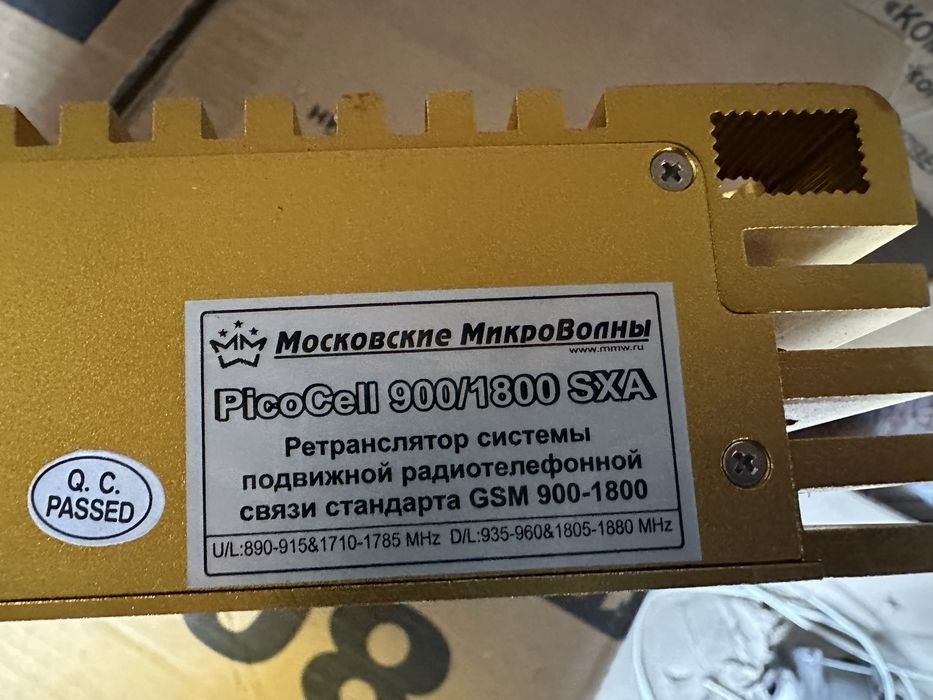 Московские МикроВолны
www.mmw.ru
PicoCell 900/1800 SXA
Ретранслятор системы
подвижной радиотелефонной
связи стандарта GSM 900-1800
U/L:890-915&1710-1785 MHz D/L:935-960&1805-1880 MHz
Q. C.
PASSED